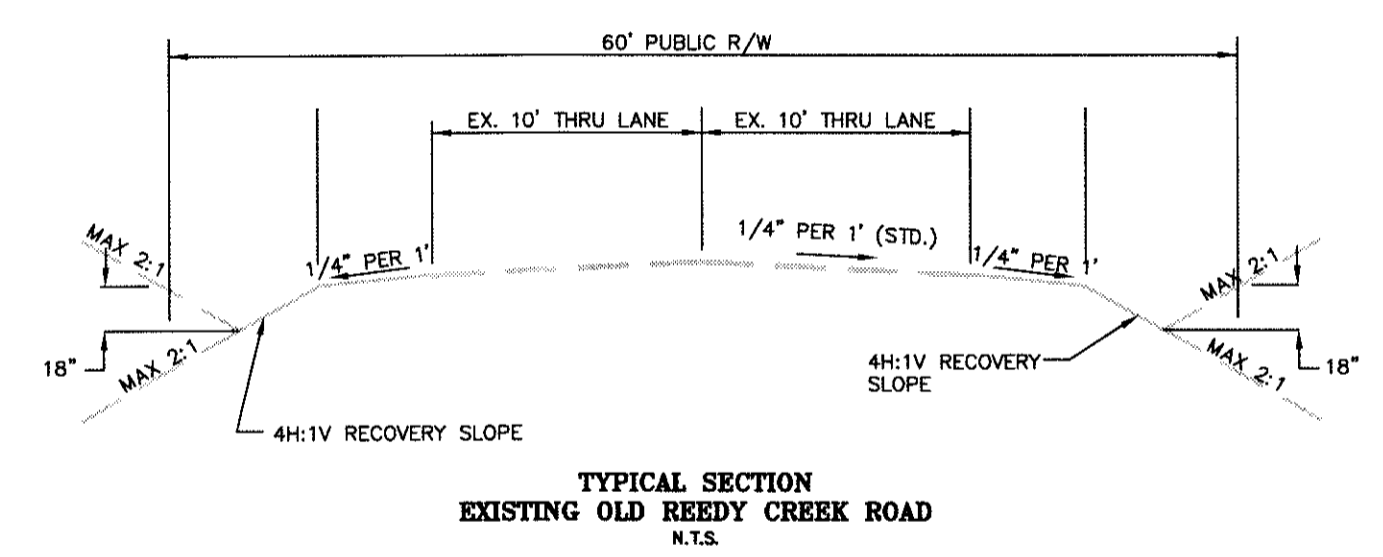 60' PUBLIC R/W
EX. 10' THRU LANE
EX. 10' THRU LANE
1/4" PER 1' (STD.)
MAX 2:1
1/4" PER 1'
1/4" PER 1'
MAX 2:1
18"
MAX 2:1
4H:1V RECOVERY
SLOPE
MAX 2:1
18"
4H:1V RECOVERY SLOPE
TYPICAL SECTION
EXISTING OLD REEDY CREEK ROAD
N.T.S.